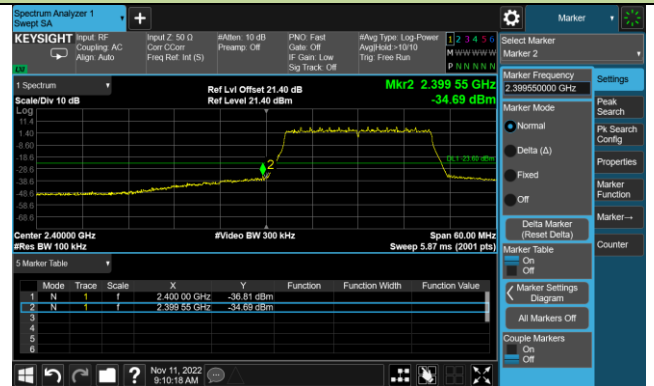 Spectrum Analyzer 1
Swept SA
+
Marker
KEYSIGHT
Input: RF
Coupling: AC
Align: Auto
Input Z: 50 Ω
Corr CCorr
Freq Ref: Int (S)
#Atten: 10 dB
Preamp: Off
PNO: Fast
Gate: Off
IF Gain: Low
Sig Track: Off
#Avg Type: Log-Power
Avg|Hold:>10/10
Trig: Free Run
1 2 3 4 5 6
M W W W W W
P N N N N N
Select Marker
Marker 2
Marker Frequency
2.399550000 GHz
Settings
1 Spectrum
Scale/Div 10 dB
Ref Lvl Offset 21.40 dB
Ref Level 21.40 dBm
Mkr2 2.399 55 GHz
-34.69 dBm
Log
11.4
1.40
-8.60
-18.6
-28.6
-38.6
-48.6
-58.6
-68.6
2
Center 2.40000 GHz
#Res BW 100 kHz
#Video BW 300 kHz
Span 60.00 MHz
Sweep 5.87 ms (2001 pts)
Marker Mode
Normal
Delta (Δ)
Fixed
Off
Delta Marker
(Reset Delta)
Marker Table
On
Off
Marker Settings
Diagram
All Markers Off
Couple Markers
On
Off
Peak
Search
Pk Search
Config
Properties
Marker
Function
Marker→
Counter
5 Marker Table
Mode Trace Scale X Y Function Function Width Function Value
1 N 1 f 2.400 00 GHz -36.81 dBm
2 N 1 f 2.399 55 GHz -34.69 dBm
3
4
5
6
?
Nov 11, 2022
9:10:18 AM